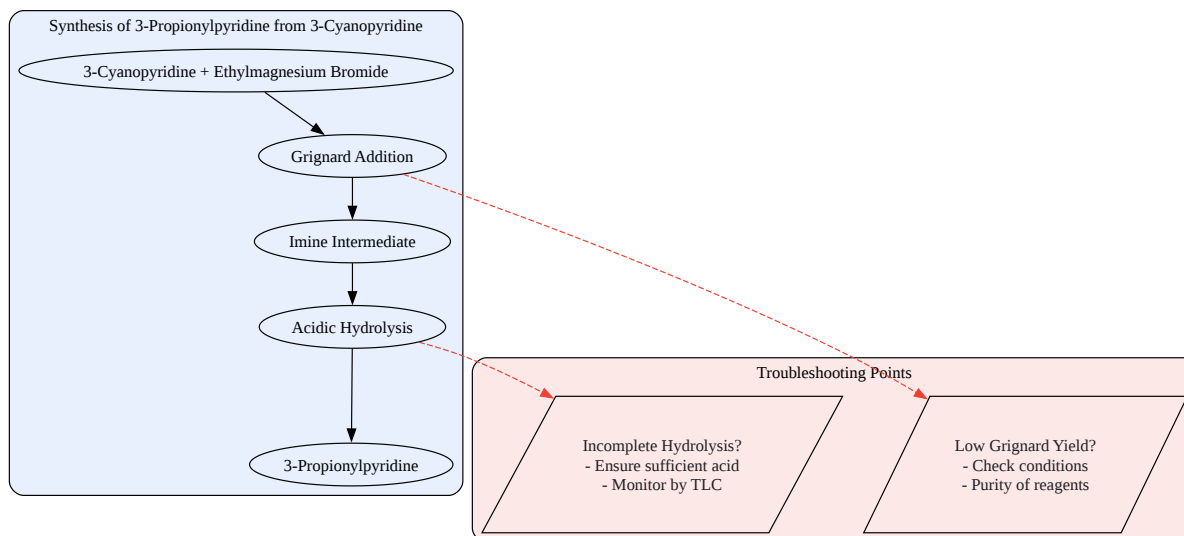 Synthesis of 3-Propionylpyridine from 3-Cyanopyridine
3-Cyanopyridine + Ethylmagnesium Bromide
Grignard Addition
Imine Intermediate
Acidic Hydrolysis
3-Propionylpyridine
Troubleshooting Points
Incomplete Hydrolysis?
- Ensure sufficient acid
- Monitor by TLC
Low Grignard Yield?
- Check conditions
- Purity of reagents